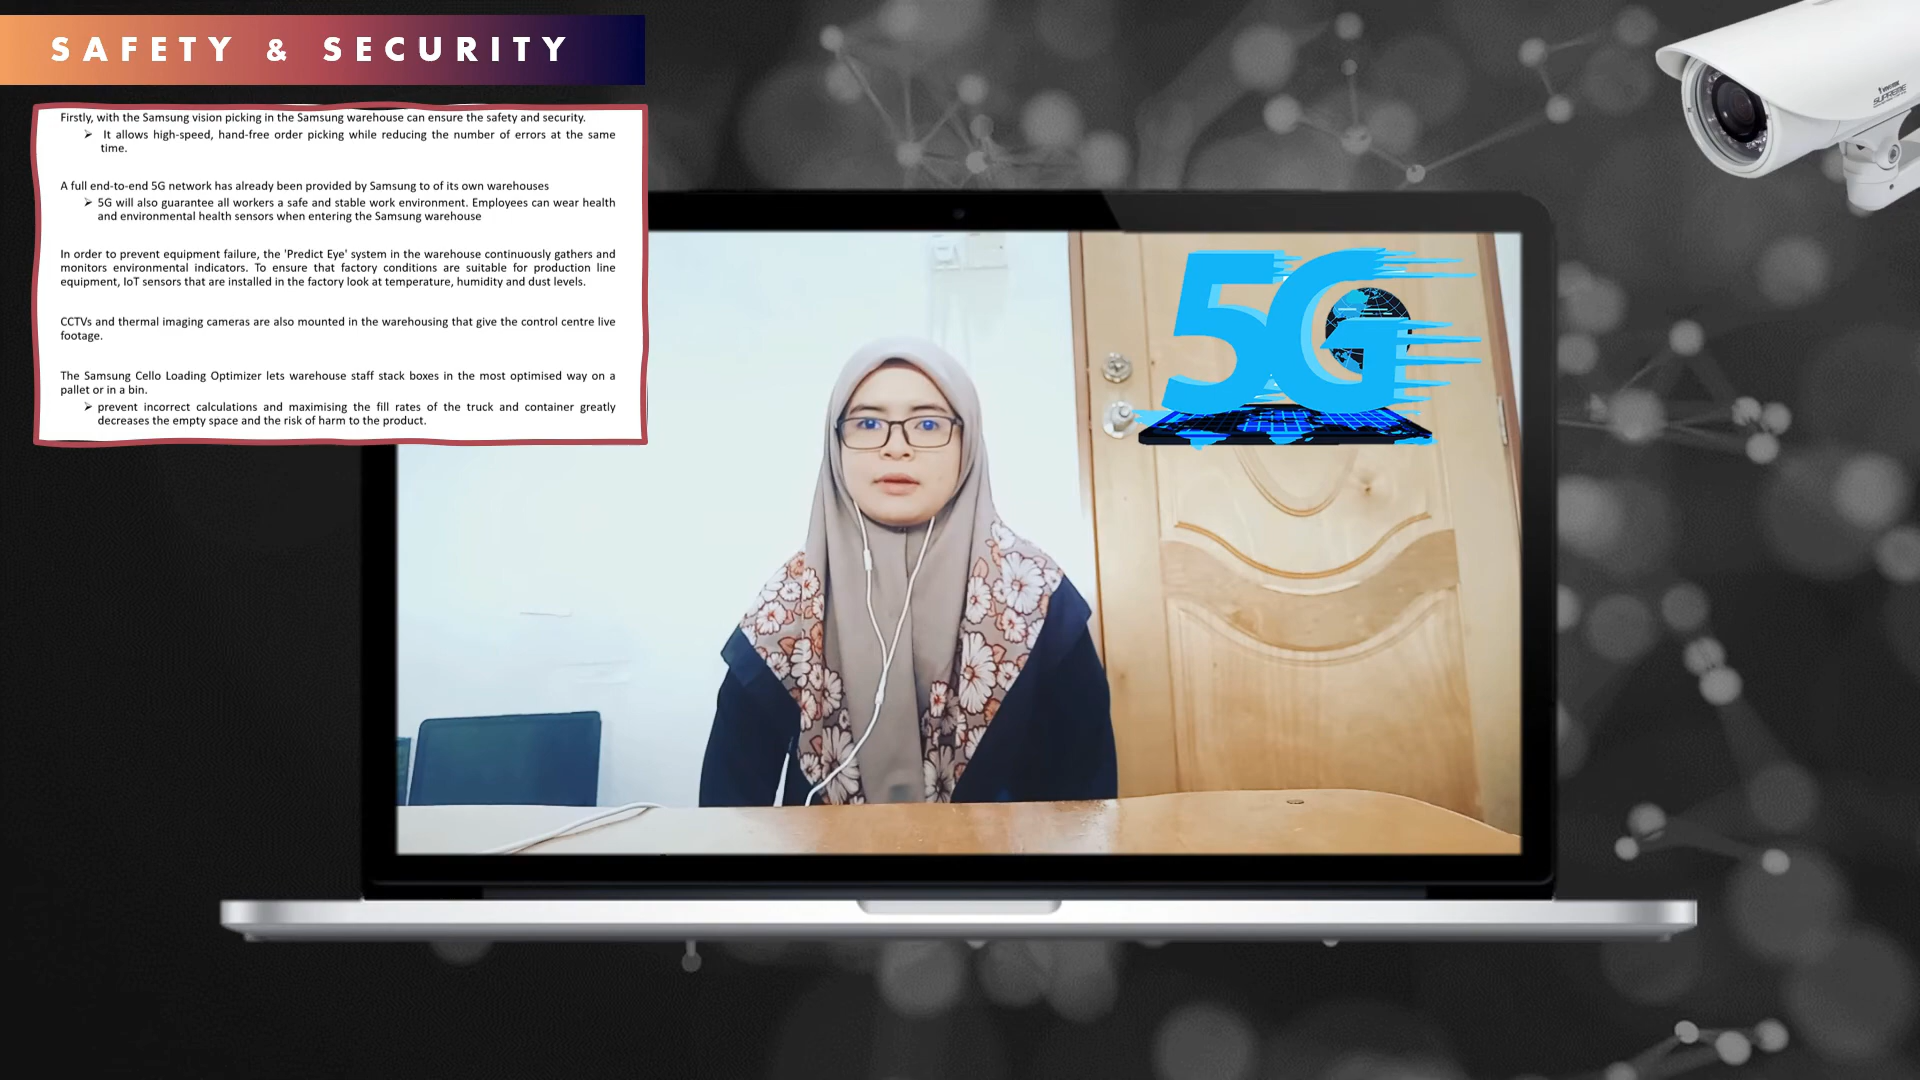 SAFETY & SECURITY
Firstly, with the Samsung vision picking in the Samsung warehouse can ensure the safety and security.
➢ It allows high-speed, hand-free order picking while reducing the number of errors at the same
time.
A full end-to-end 5G network has already been provided by Samsung to of its own warehouses
➢ 5G will also guarantee all workers a safe and stable work environment. Employees can wear health
and environmental health sensors when entering the Samsung warehouse
In order to prevent equipment failure, the 'Predict Eye' system in the warehouse continuously gathers and
monitors environmental indicators. To ensure that factory conditions are suitable for production line
equipment, IoT sensors that are installed in the factory look at temperature, humidity and dust levels.
CCTVs and thermal imaging cameras are also mounted in the warehousing that give the control centre live
footage.
The Samsung Cello Loading Optimizer lets warehouse staff stack boxes in the most optimised way on a
pallet or in a bin.
➢ prevent incorrect calculations and maximising the fill rates of the truck and container greatly
decreases the empty space and the risk of harm to the product.
5G
SUPREME